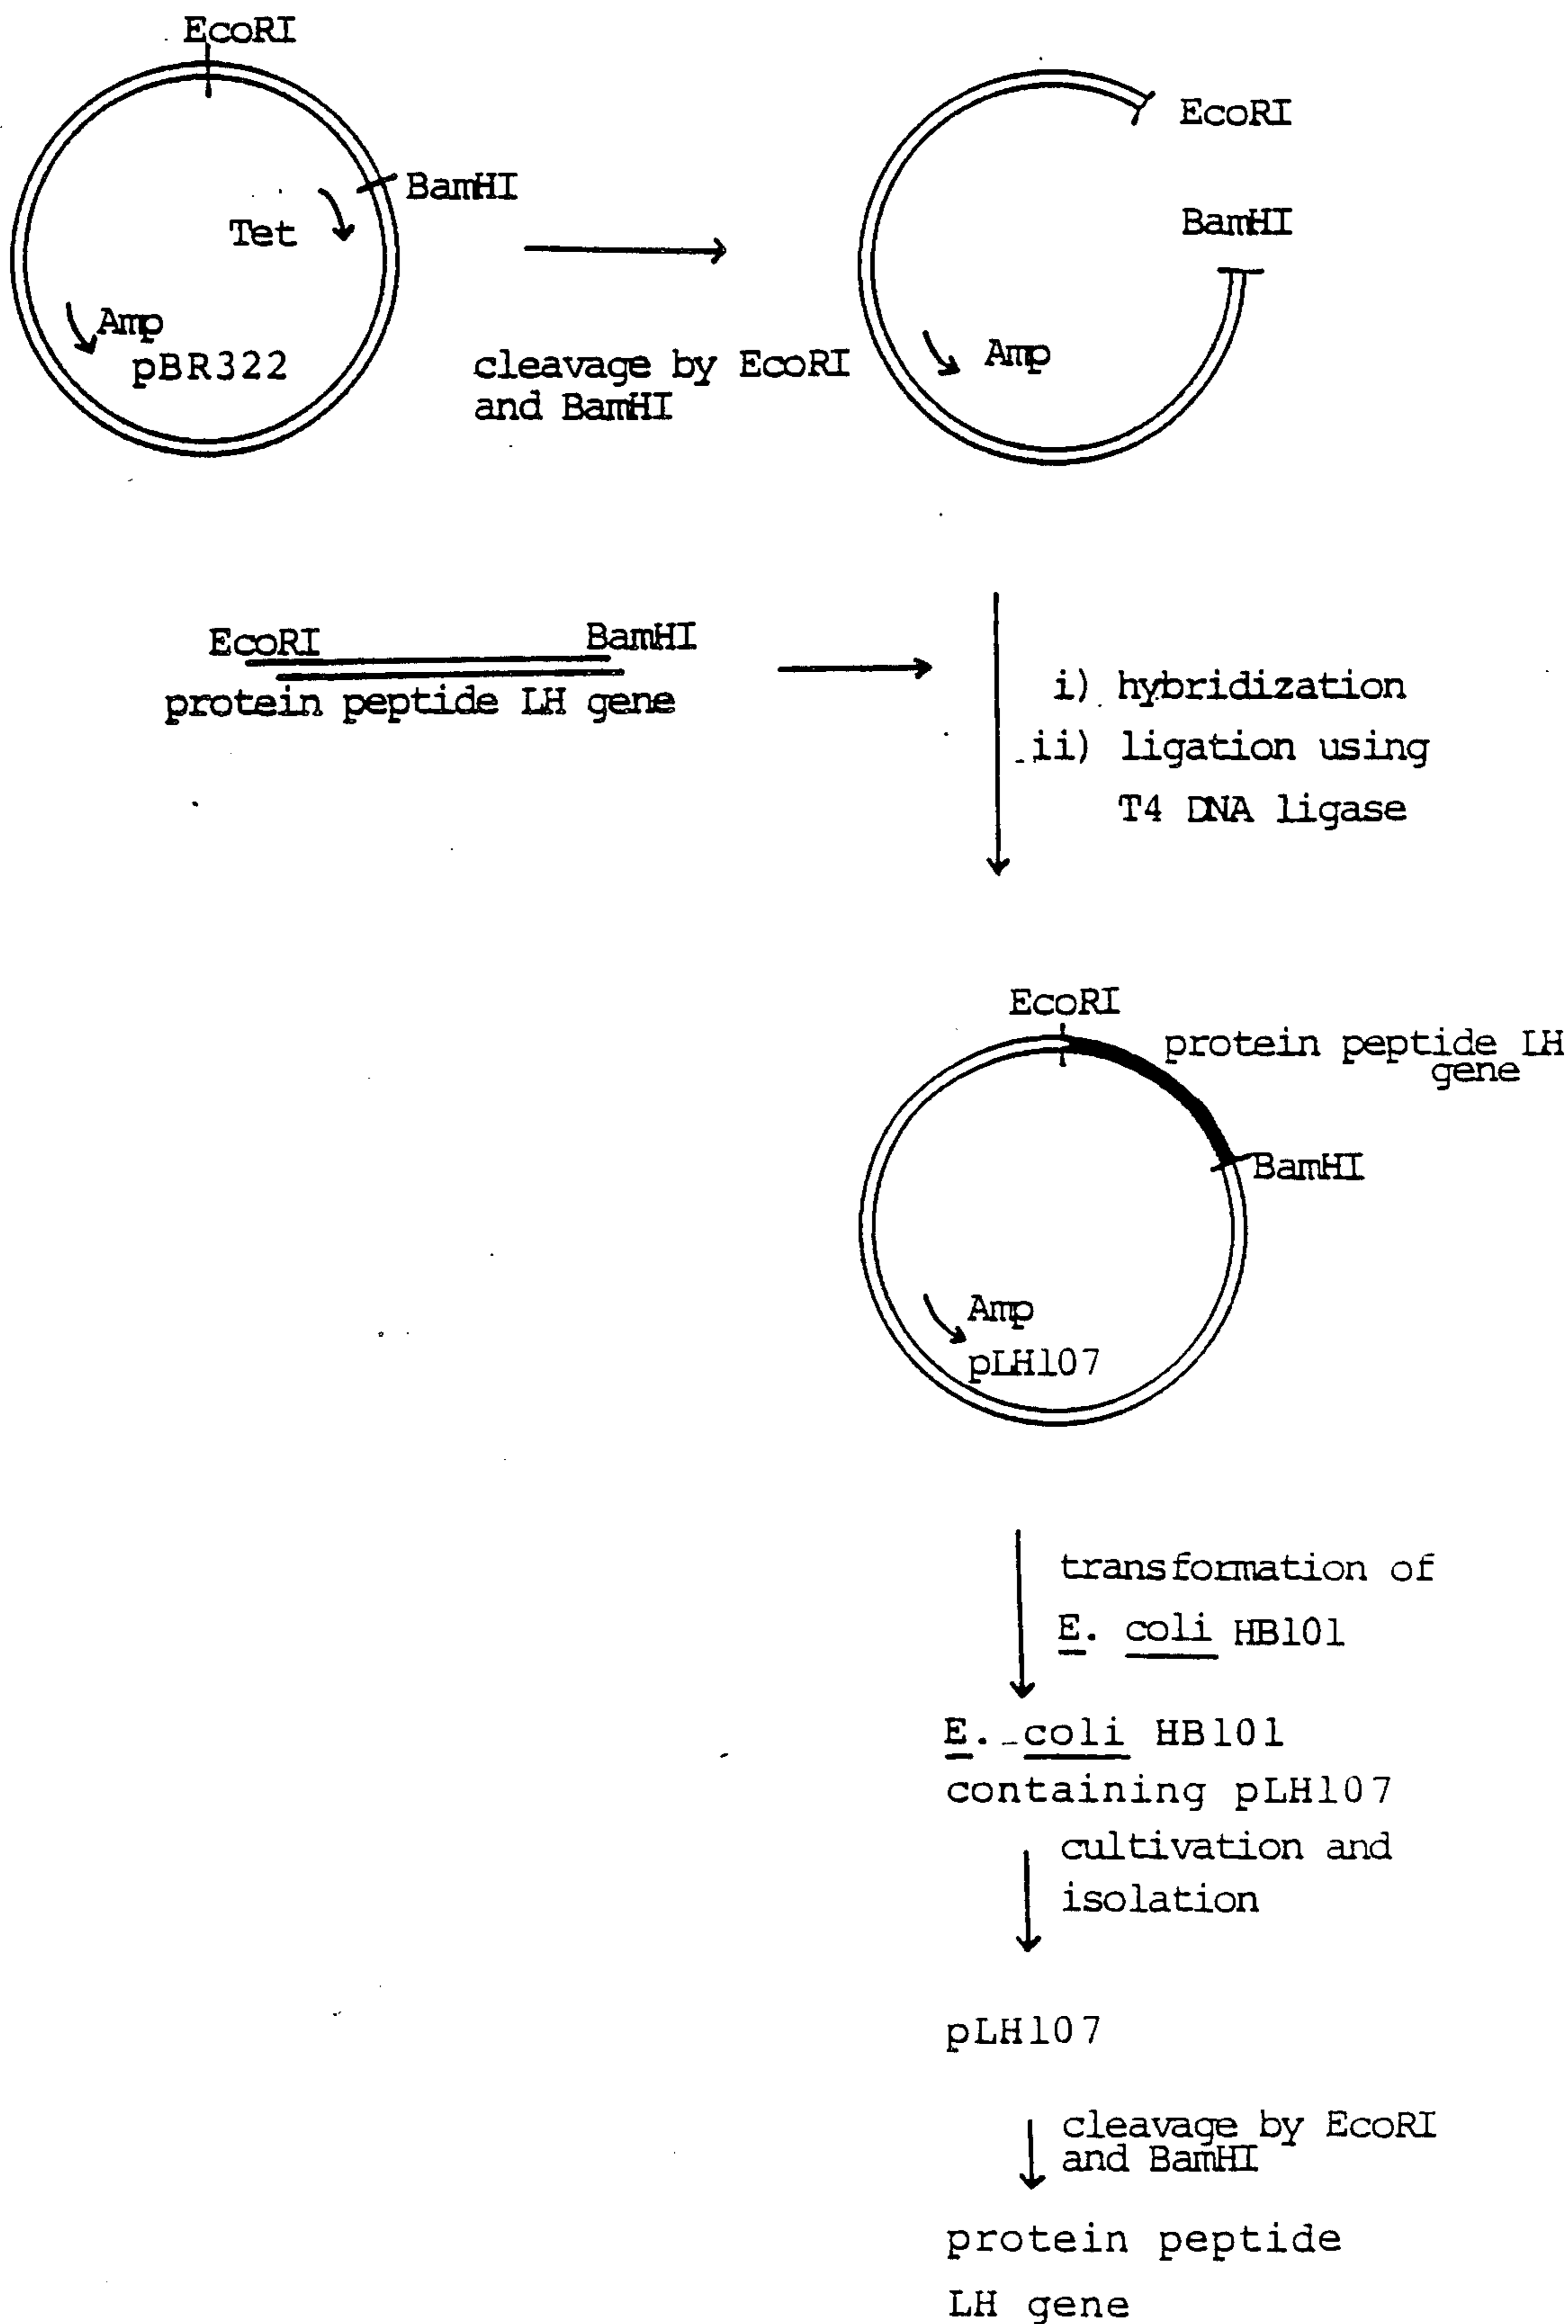 EcoRI
BamHI
Tet
Amp
pBR322
cleavage by EcoRI
and BamHI
EcoRI
BamHI
Amp
EcoRI
BamHI
protein peptide LH gene
i) hybridization
ii) ligation using
T4 DNA ligase
EcoRI
protein peptide LH
gene
BamHI
Amp
pLH107
transformation of
E. coli HB101
E. coli HB101
containing pLH107
cultivation and
isolation
pLH107
cleavage by EcoRI
and BamHI
protein peptide
LH gene